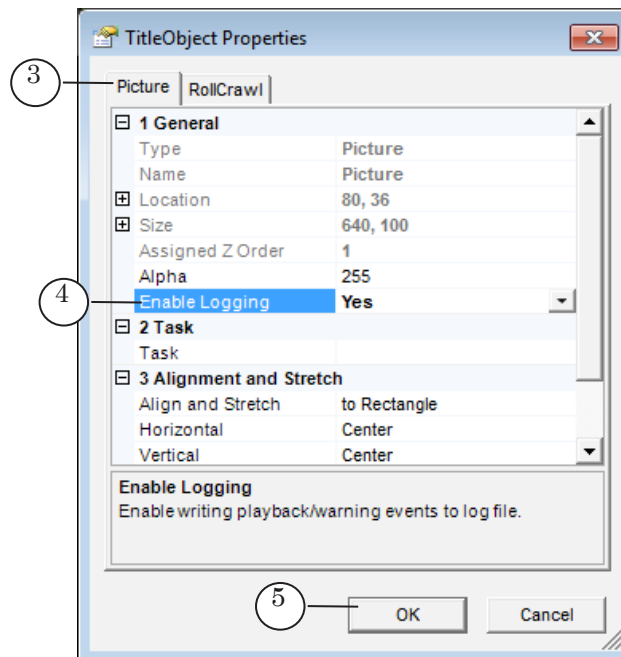 TitleObject Properties
3
Picture RollCrawl
1 General
Type Picture
Name Picture
Location 80, 36
Size 640, 100
Assigned Z Order 1
Alpha 255
4
Enable Logging Yes
2 Task
Task
3 Alignment and Stretch
Align and Stretch to Rectangle
Horizontal Center
Vertical Center
Enable Logging
Enable writing playback/warning events to log file.
5
OK Cancel